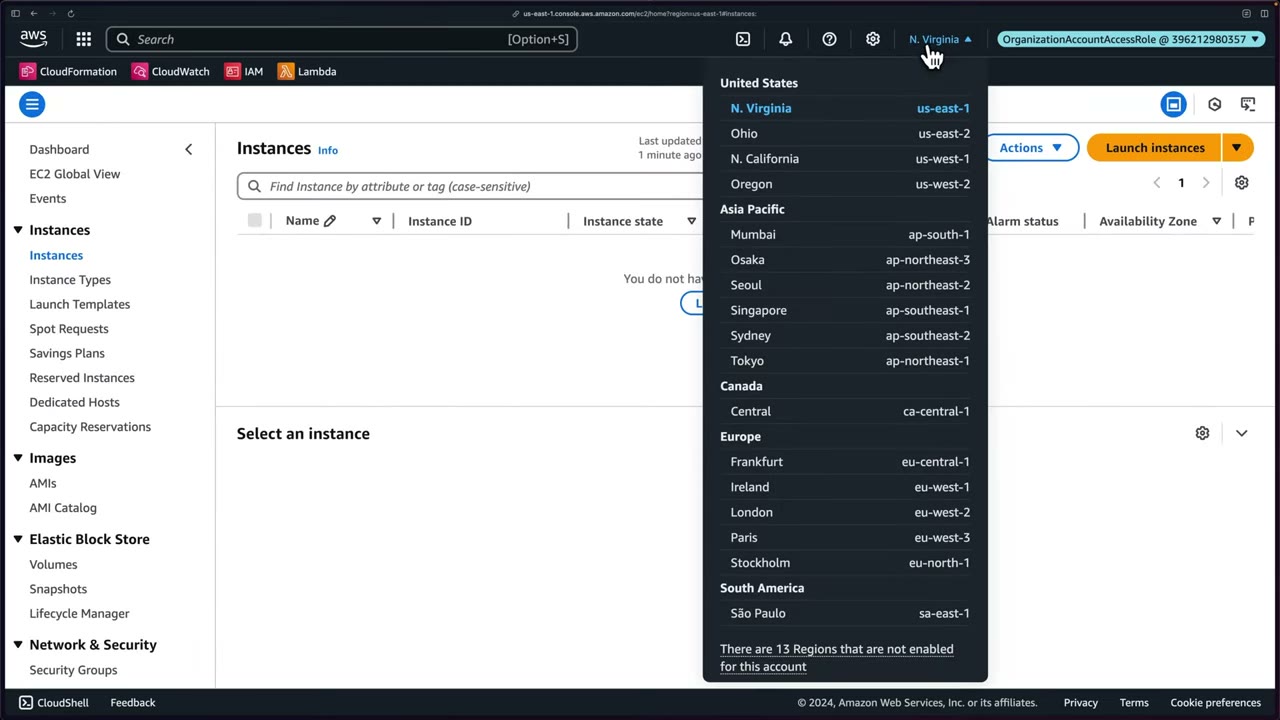 us-east-1.console.aws.amazon.com/ec2/home?region=us-east-1#Instances:
aws
Search
[Option+S]
N. Virginia
OrganizationAccountAccessRole @ 396212980357
CloudFormation
CloudWatch
IAM
Lambda
Dashboard
EC2 Global View
Events
Instances
Instances
Instance Types
Launch Templates
Spot Requests
Savings Plans
Reserved Instances
Dedicated Hosts
Capacity Reservations
Images
AMIs
AMI Catalog
Elastic Block Store
Volumes
Snapshots
Lifecycle Manager
Network & Security
Security Groups
Instances Info
Last updated
1 minute ago
Actions
Launch instances
Find Instance by attribute or tag (case-sensitive)
1
Name
Instance ID
Instance state
Alarm status
Availability Zone
P
You do not hav
L
Select an instance
United States
N. Virginia us-east-1
Ohio us-east-2
N. California us-west-1
Oregon us-west-2
Asia Pacific
Mumbai ap-south-1
Osaka ap-northeast-3
Seoul ap-northeast-2
Singapore ap-southeast-1
Sydney ap-southeast-2
Tokyo ap-northeast-1
Canada
Central ca-central-1
Europe
Frankfurt eu-central-1
Ireland eu-west-1
London eu-west-2
Paris eu-west-3
Stockholm eu-north-1
South America
São Paulo sa-east-1
There are 13 Regions that are not enabled
for this account
CloudShell
Feedback
© 2024, Amazon Web Services, Inc. or its affiliates.
Privacy
Terms
Cookie preferences